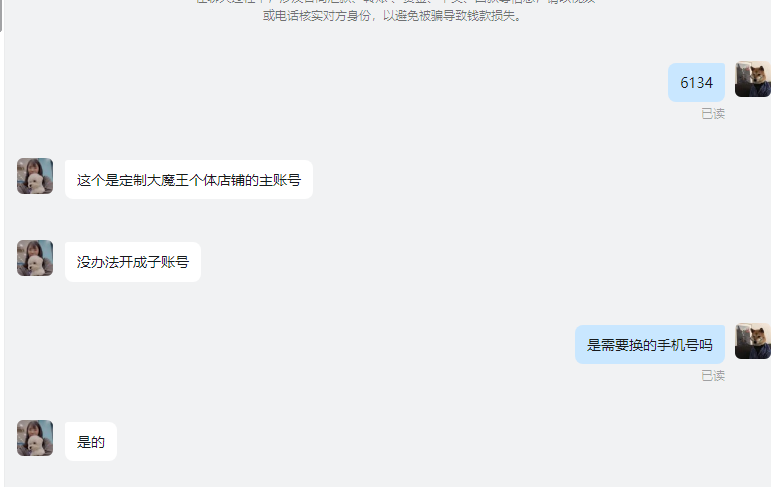 或电话核实对方身份，以避免被骗导致钱款损失。
6134
已读
这个是定制大魔王个体店铺的主账号
没办法开成子账号
是需要换的手机号吗
已读
是的